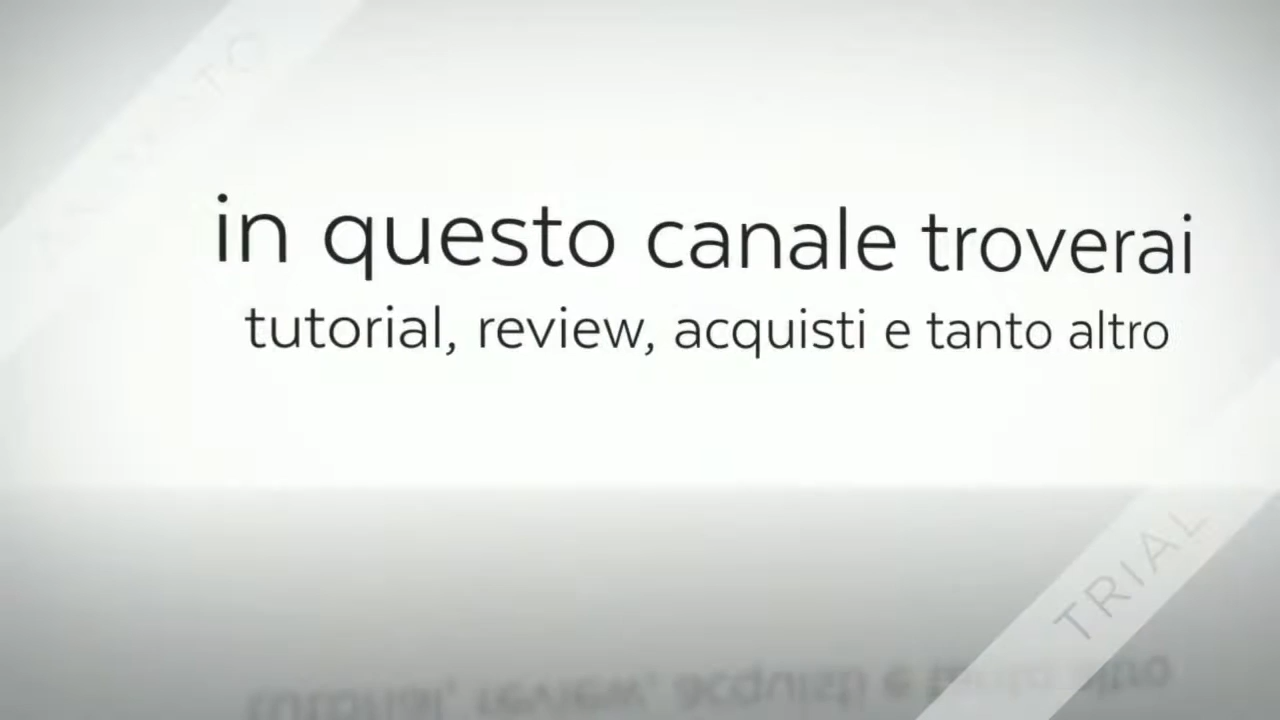 in questo canale troverai
tutorial, review, acquisti e tanto altro
TRIAL